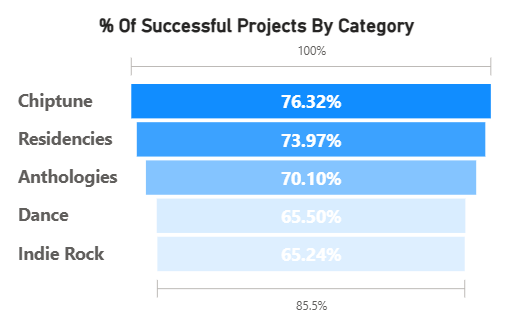 % Of Successful Projects By Category
100%
Chiptune 76.32%
Residencies 73.97%
Anthologies 70.10%
Dance 65.50%
Indie Rock 65.24%
85.5%